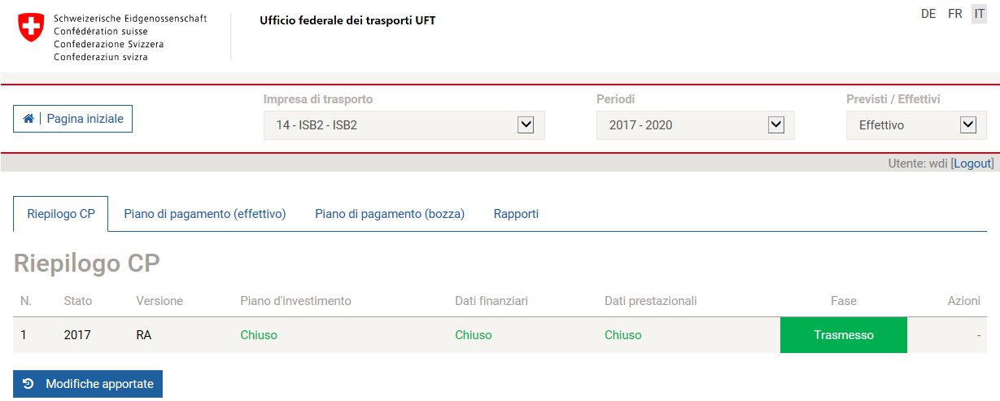 Schweizerische Eidgenossenschaft
Confédération suisse
Confederazione Svizzera
Confederaziun svizra
Ufficio federale dei trasporti UFT
DE FR IT
Pagina iniziale
Impresa di trasporto
14 - ISB2 - ISB2
Periodi
2017 - 2020
Previsti / Effettivi
Effettivo
Utente: wdi [Logout]
Riepilogo CP Piano di pagamento (effettivo) Piano di pagamento (bozza) Rapporti
Riepilogo CP
N. Stato Versione Piano d'investimento Dati finanziari Dati prestazionali Fase Azioni
1 2017 RA Chiuso Chiuso Chiuso Trasmesso -
Modifiche apportate